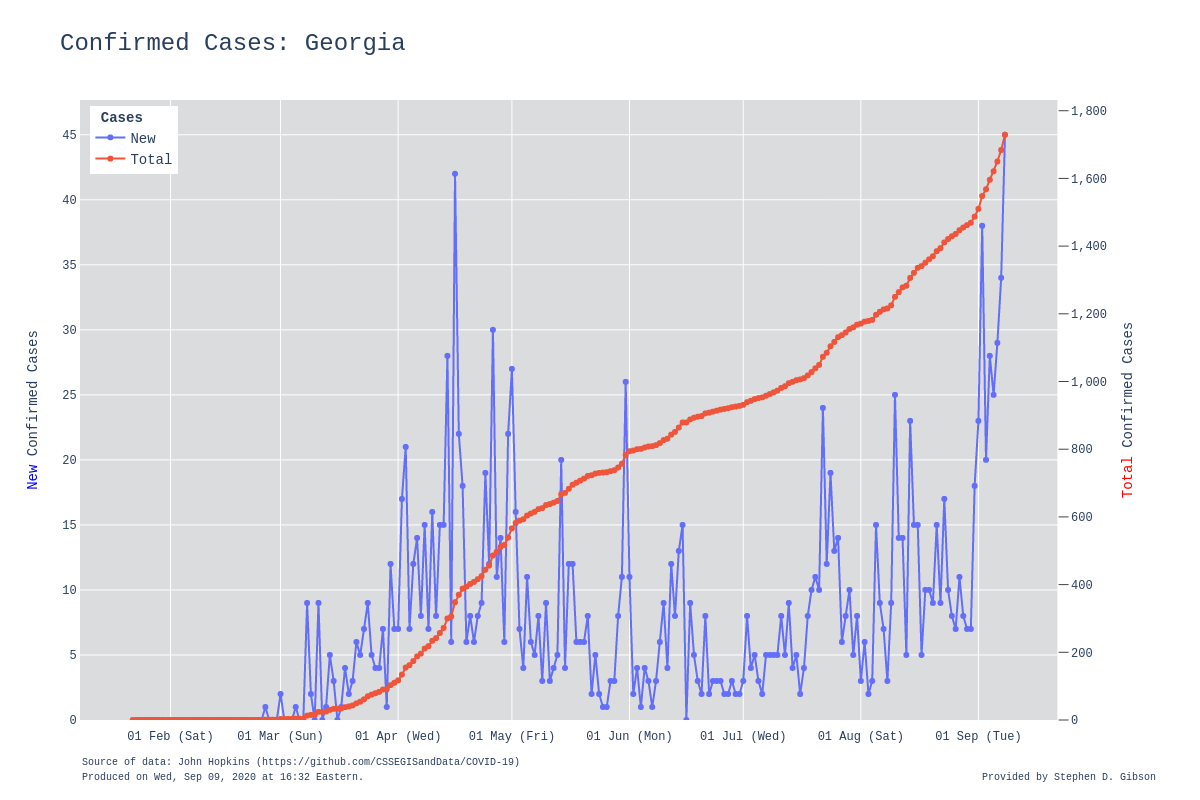 Confirmed Cases: Georgia
Cases
New
Total
45
40
35
30
25
20
15
10
5
0
New Confirmed Cases
1,800
1,600
1,400
1,200
1,000
800
600
400
200
0
Total Confirmed Cases
01 Feb (Sat) 01 Mar (Sun) 01 Apr (Wed) 01 May (Fri) 01 Jun (Mon) 01 Jul (Wed) 01 Aug (Sat) 01 Sep (Tue)
Source of data: John Hopkins (https://github.com/CSSEGISandData/COVID-19)
Produced on Wed, Sep 09, 2020 at 16:32 Eastern.
Provided by Stephen D. Gibson